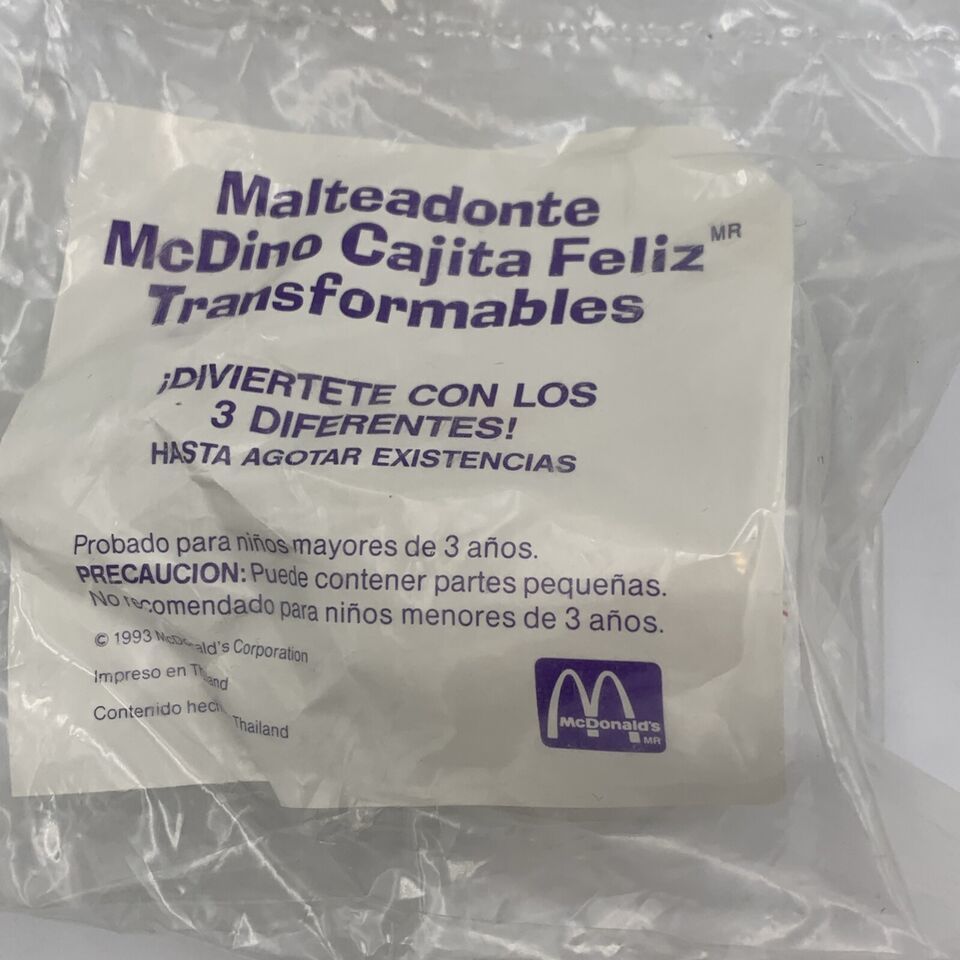 Malteadonte
McDino Cajita Feliz MR
Transformables
¡DIVIERTETE CON LOS
3 DIFERENTES!
HASTA AGOTAR EXISTENCIAS
Probado para niños mayores de 3 años.
PRECAUCION: Puede contener partes pequeñas.
No recomendado para niños menores de 3 años.
© 1993 McDonald's Corporation
Impreso en Thailand
Contenido Thailand
McDonald's
MR